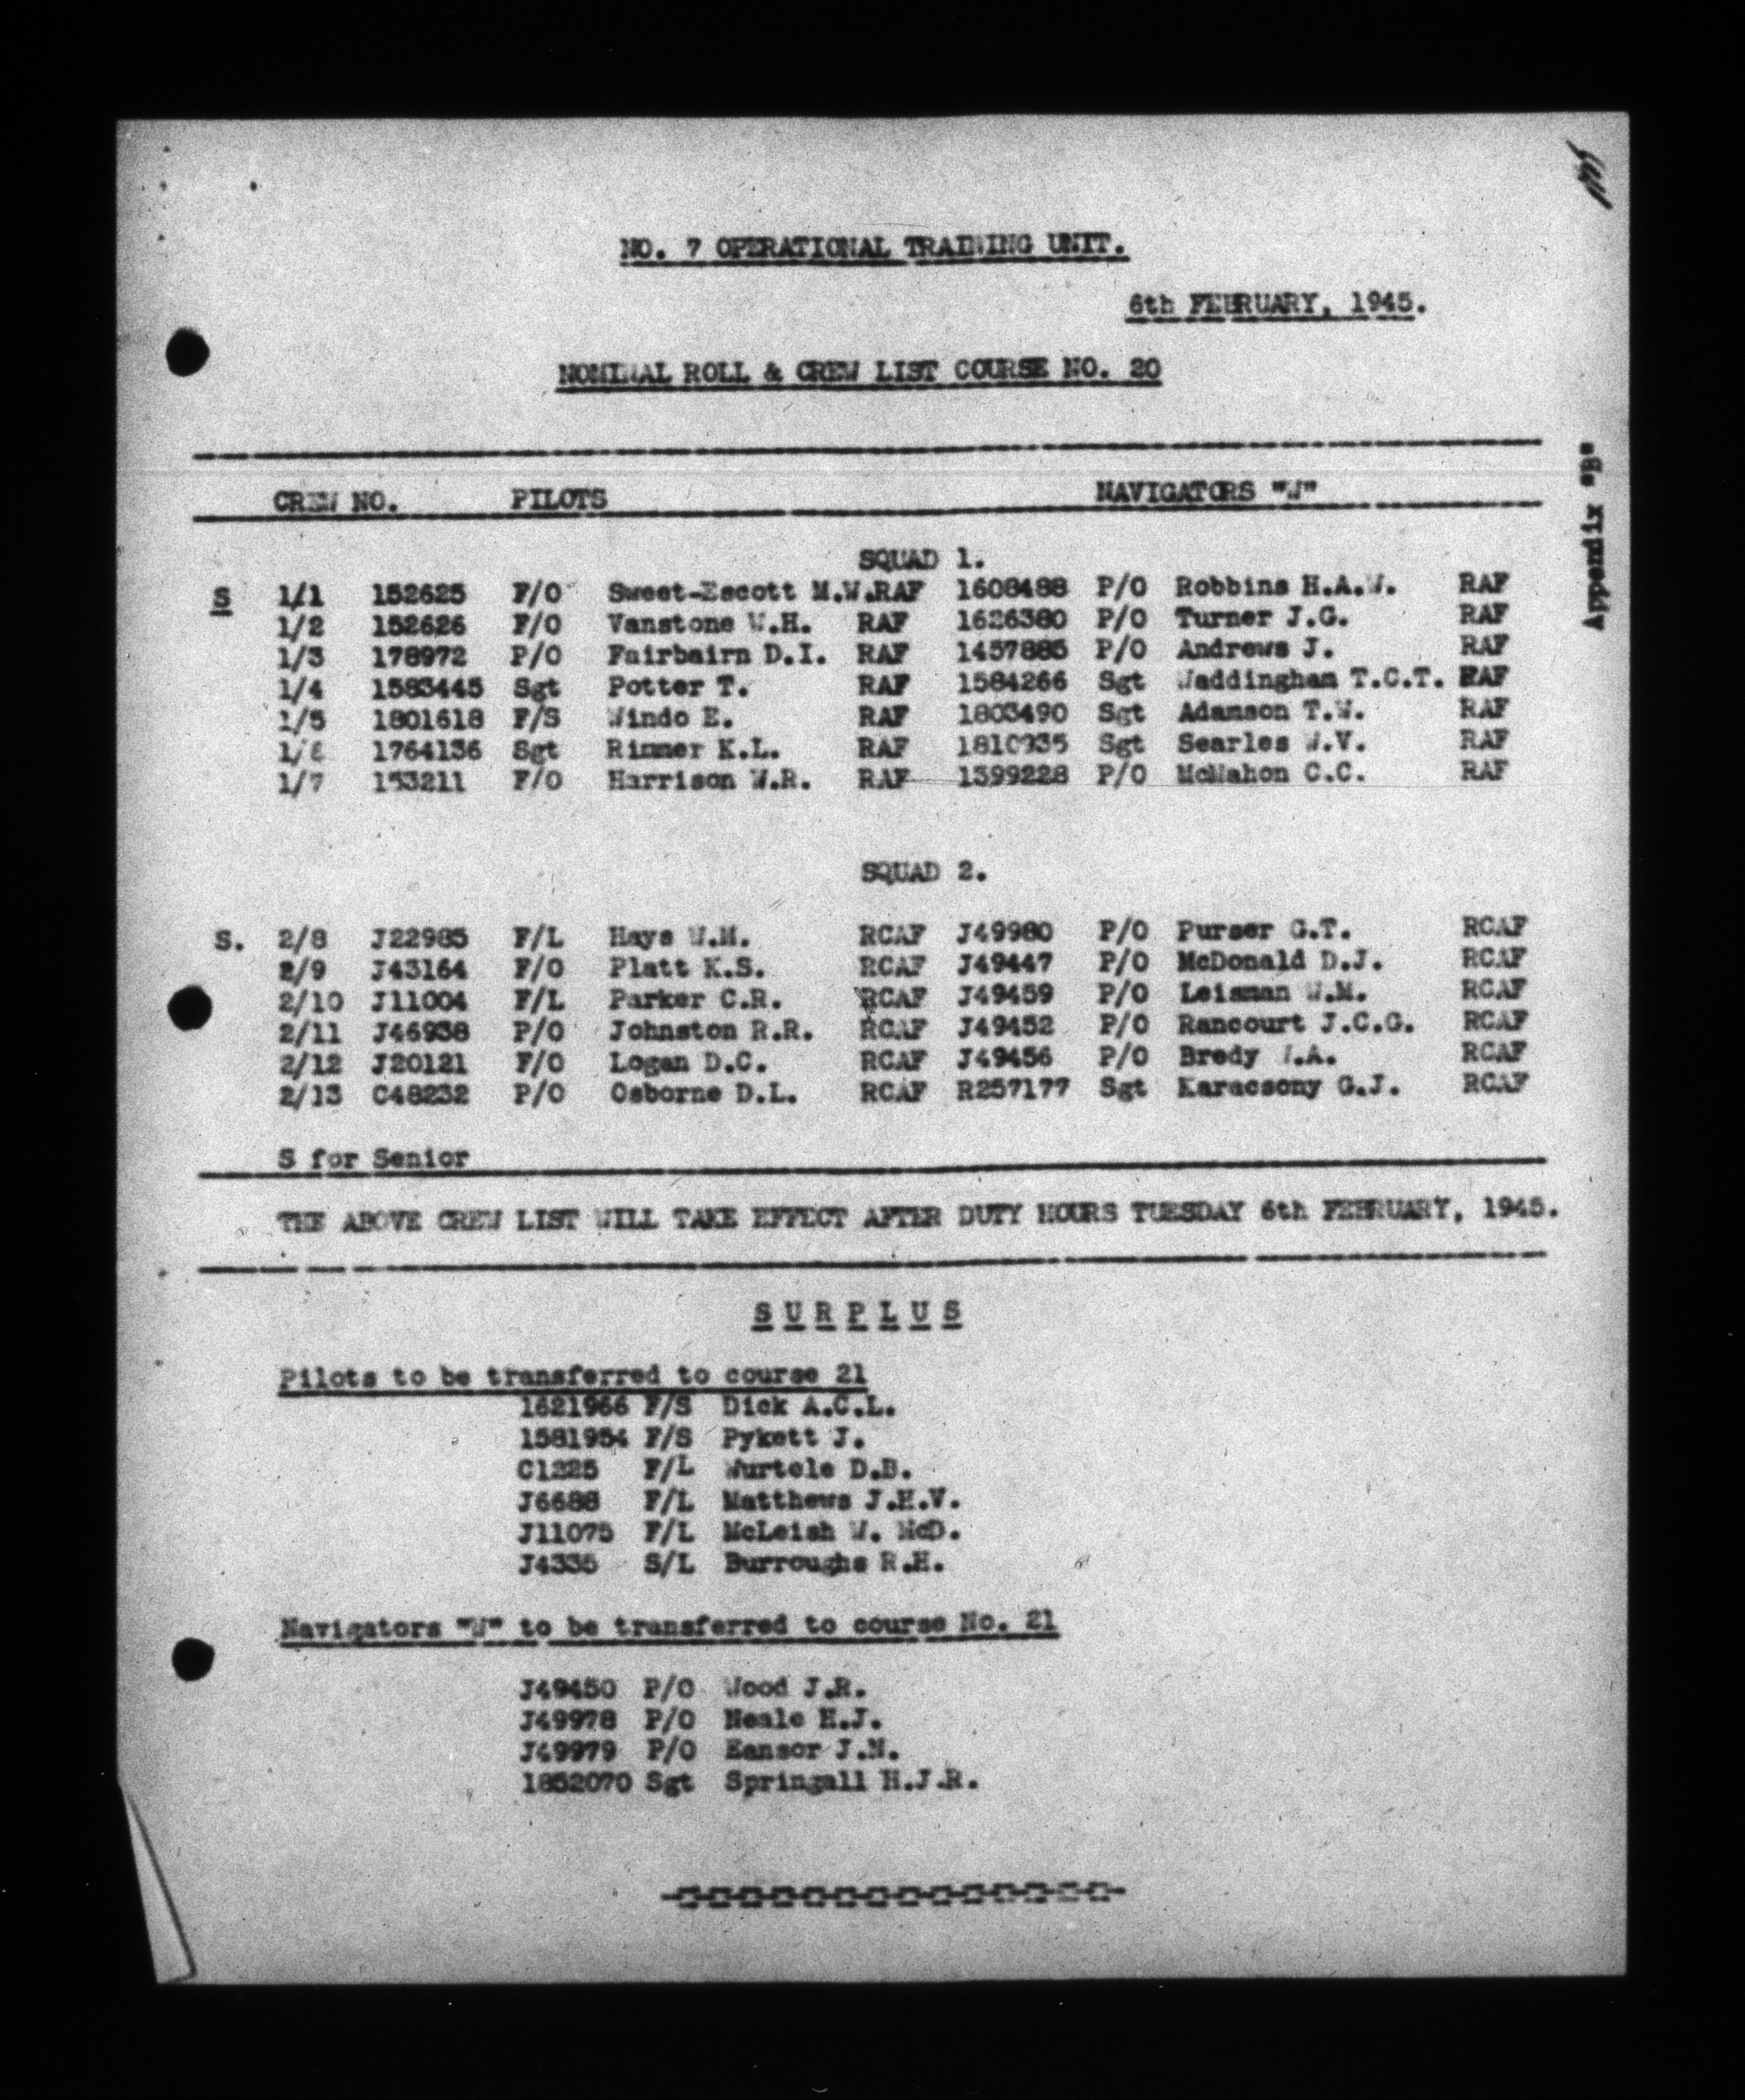 NO. 7 OPERATIONAL TRAINING UNIT.
6th FEBRUARY, 1945.
NOMINAL ROLL & CREW LIST COURSE NO. 20
Appendix "B"
CREW NO. PILOTS NAVIGATORS "W"
SQUAD 1.
S 1/1 152625 F/O Sweet-Escott M.W. RAF 1608488 P/O Robbins H.A.W. RAF
1/2 152626 F/O Vanstone W.H. RAF 1626380 P/O Turner J.G. RAF
1/3 178972 P/O Fairbairn D.I. RAF 1457885 P/O Andrews J. RAF
1/4 1583445 Sgt Potter T. RAF 1584266 Sgt Waddingham T.C.T. RAF
1/5 1801618 F/S Windo E. RAF 1803490 Sgt Adamson T.W. RAF
1/6 1764136 Sgt Rimmer K.L. RAF 1810935 Sgt Searles W.V. RAF
1/7 153211 F/O Harrison W.R. RAF 1399228 P/O McMahon C.C. RAF
SQUAD 2.
S. 2/8 J22985 F/L Hays W.M. RCAF J49980 P/O Purser G.T. RCAF
2/9 J43164 F/O Platt K.S. RCAF J49447 P/O McDonald D.J. RCAF
2/10 J11004 F/L Parker C.R. RCAF J49459 P/O Leisman W.M. RCAF
2/11 J46938 P/O Johnston R.R. RCAF J49452 P/O Rancourt J.C.G. RCAF
2/12 J20121 F/O Logan D.C. RCAF J49456 P/O Bredy W.A. RCAF
2/13 C48232 P/O Osborne D.L. RCAF R257177 Sgt Karacsony G.J. RCAF
S for Senior
THE ABOVE CREW LIST WILL TAKE EFFECT AFTER DUTY HOURS TUESDAY 6th FEBRUARY, 1945.
S U R P L U S
Pilots to be transferred to course 21
1621966 F/S Dick A.C.L.
1581954 F/S Pykett J.
C1225 F/L Wurtele D.B.
J6688 F/L Matthews J.H.V.
J11075 F/L McLeish W. McD.
J4335 S/L Burroughs R.H.
Navigators "W" to be transferred to course No. 21
J49450 P/O Wood J.R.
J49978 P/O Neale H.J.
J49979 P/O Eansor J.N.
1852070 Sgt Springall H.J.R.